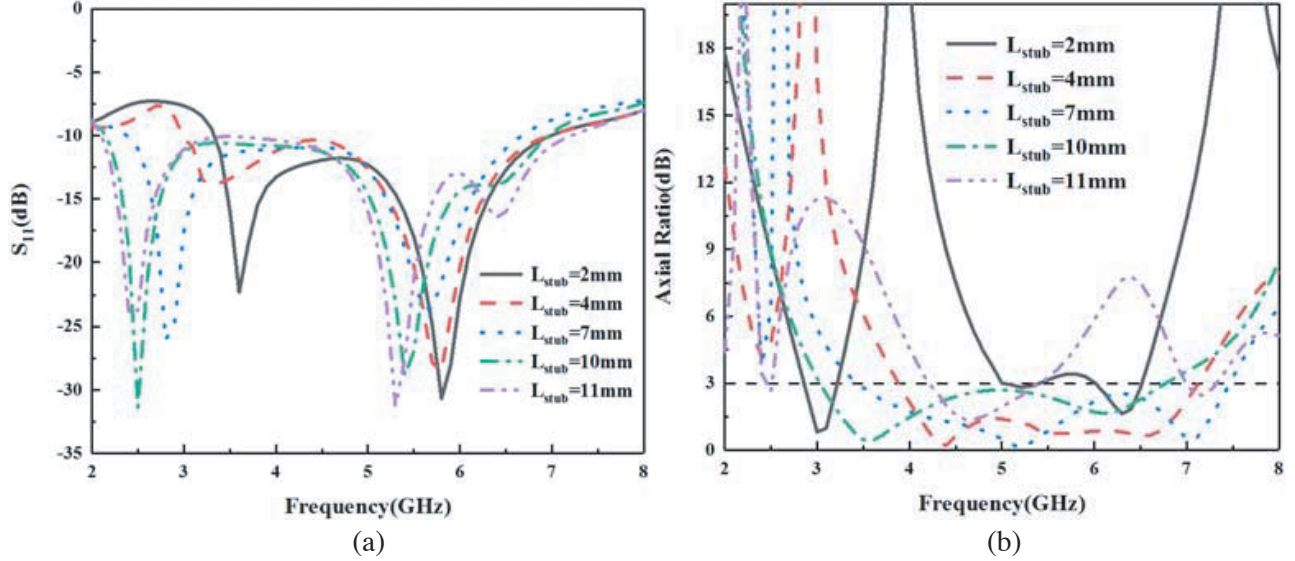 0
-5
-10
-15
-20
-25
-30
-35
S11(dB)
2 3 4 5 6 7 8
Frequency(GHz)
Lstub=2mm
Lstub=4mm
Lstub=7mm
Lstub=10mm
Lstub=11mm
(a)
18
15
12
9
6
3
0
Axial Ratio(dB)
2 3 4 5 6 7 8
Frequency(GHz)
Lstub=2mm
Lstub=4mm
Lstub=7mm
Lstub=10mm
Lstub=11mm
(b)